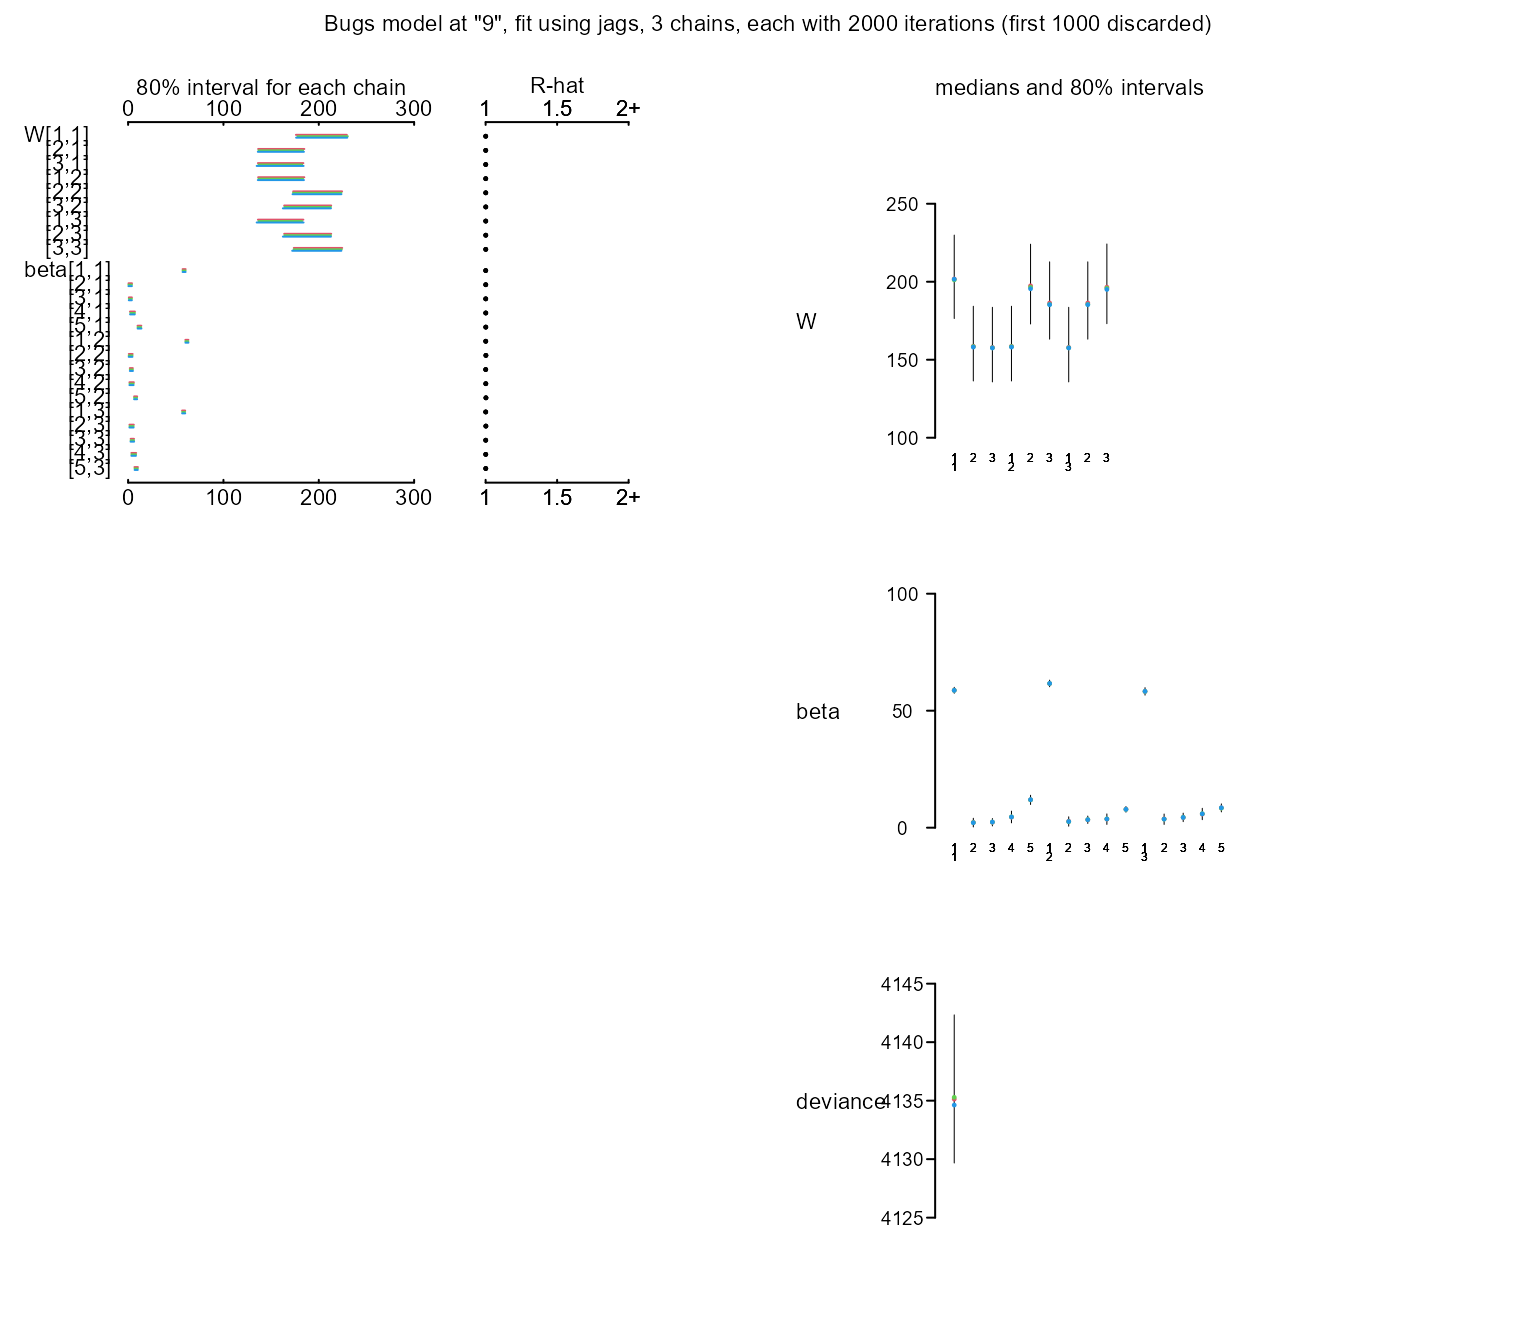 Bugs model at "9", fit using jags, 3 chains, each with 2000 iterations (first 1000 discarded)
80% interval for each chain
0 100 200 300
R-hat
1 1.5 2+
W[1,1]
[2,1]
[3,1]
[1,2]
[2,2]
[3,2]
[1,3]
[2,3]
[3,3]
beta[1,1]
[2,1]
[3,1]
[4,1]
[5,1]
[1,2]
[2,2]
[3,2]
[4,2]
[5,2]
[1,3]
[2,3]
[3,3]
[4,3]
[5,3]
0 100 200 300
1 1.5 2+
medians and 80% intervals
W
250
200
150
100
1 2 3 1 2 3 1 2 3
1 2 3
beta
100
50
0
1 2 3 4 5 1 2 3 4 5 1 2 3 4 5
1 2 3
deviance
4145
4140
4135
4130
4125